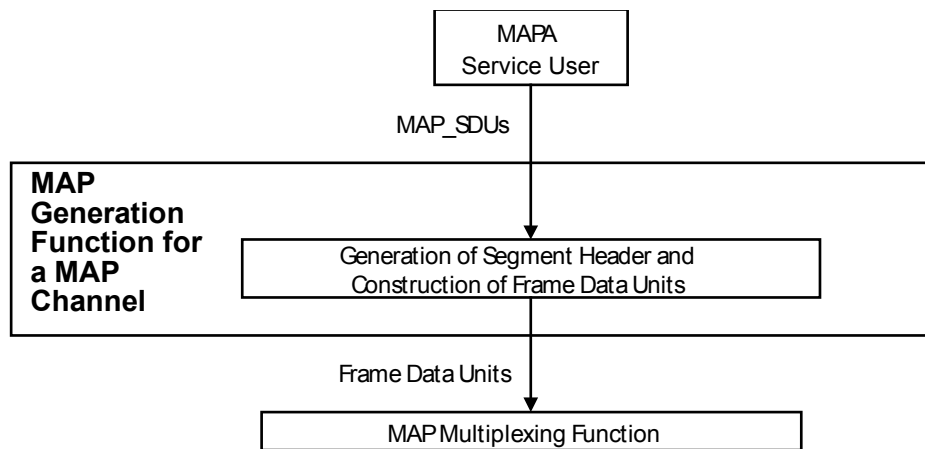 MAPA
Service User
MAP_SDUs
MAP
Generation
Function for
a MAP
Channel
Generation of Segment Header and
Construction of Frame Data Units
Frame Data Units
MAP Multiplexing Function